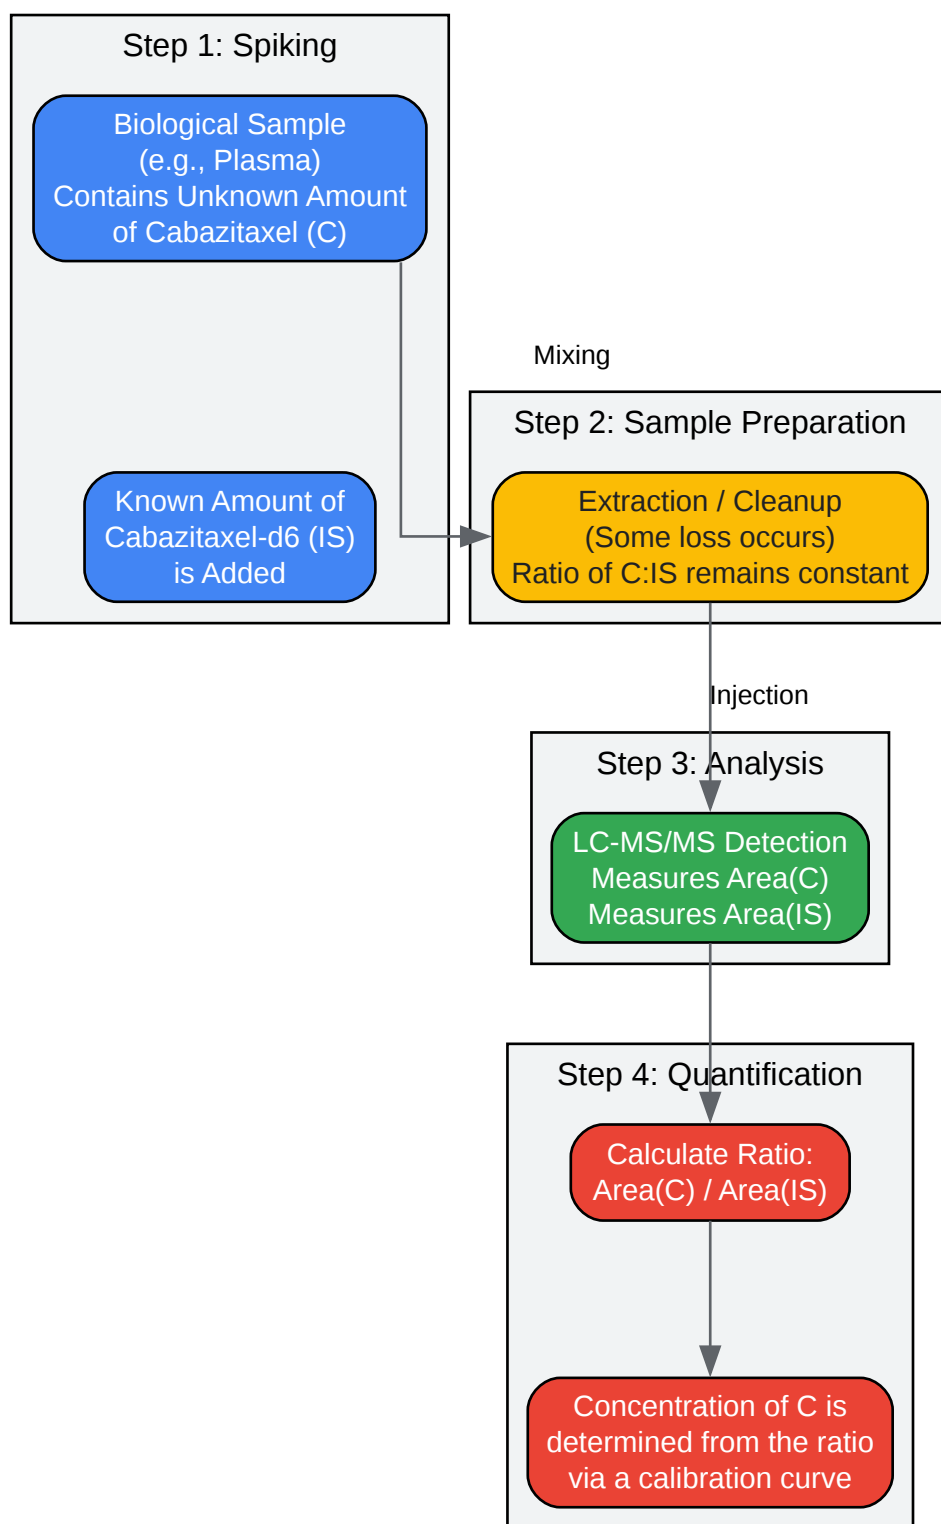 Step 1: Spiking
Biological Sample
(e.g., Plasma)
Contains Unknown Amount
of Cabazitaxel (C)
Known Amount of
Cabazitaxel-d6 (IS)
is Added
Mixing
Step 2: Sample Preparation
Extraction / Cleanup
(Some loss occurs)
Ratio of C:IS remains constant
Injection
Step 3: Analysis
LC-MS/MS Detection
Measures Area(C)
Measures Area(IS)
Step 4: Quantification
Calculate Ratio:
Area(C) / Area(IS)
Concentration of C is
determined from the ratio
via a calibration curve